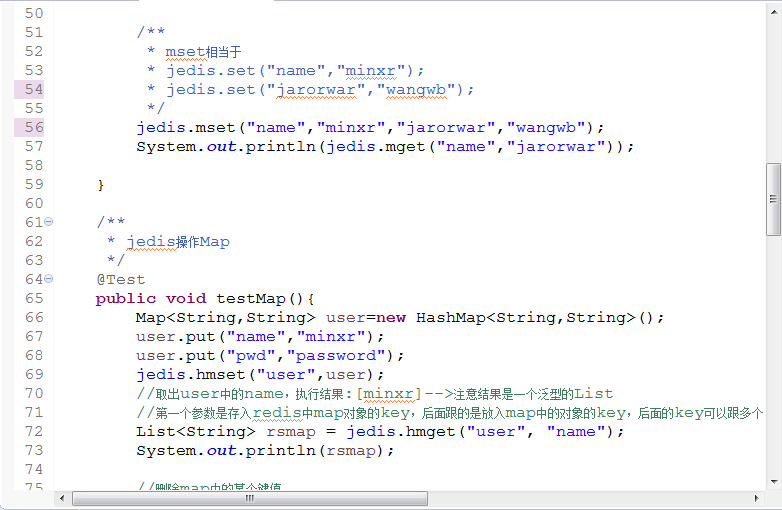 50
51 /**
52 * mset相当于
53 * jedis.set("name","minxr");
54 * jedis.set("jarorwar","wangwb");
55 */
56 jedis.mset("name","minxr","jarorwar","wangwb");
57 System.out.println(jedis.mget("name","jarorwar"));
58
59 }
60
61 /**
62 * jedis操作Map
63 */
64 @Test
65 public void testMap(){
66 Map<String,String> user=new HashMap<String,String>();
67 user.put("name","minxr");
68 user.put("pwd","password");
69 jedis.hmset("user",user);
70 //取出user中的name，执行结果:[minxr]-->注意结果是一个泛型的List
71 //第一个参数是存入redis中map对象的key，后面跟的是放入map中的对象的key，后面的key可以跟多个
72 List<String> rsmap = jedis.hmget("user", "name");
73 System.out.println(rsmap);
74
75 //删除map中的某个键值